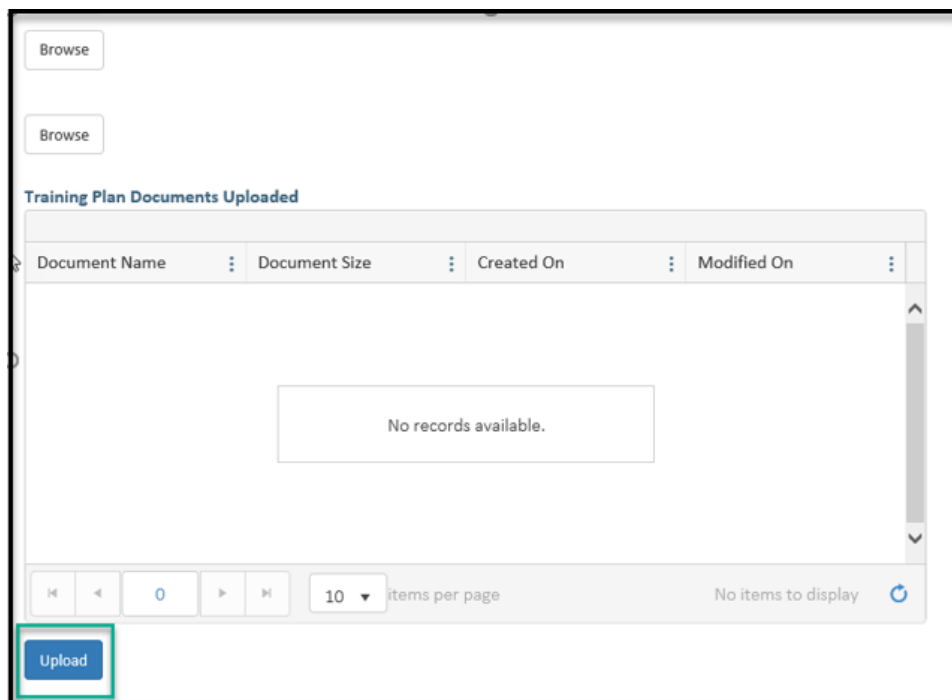 Browse
Browse
Training Plan Documents Uploaded
Document Name Document Size Created On Modified On
No records available.
0 10 items per page No items to display
Upload